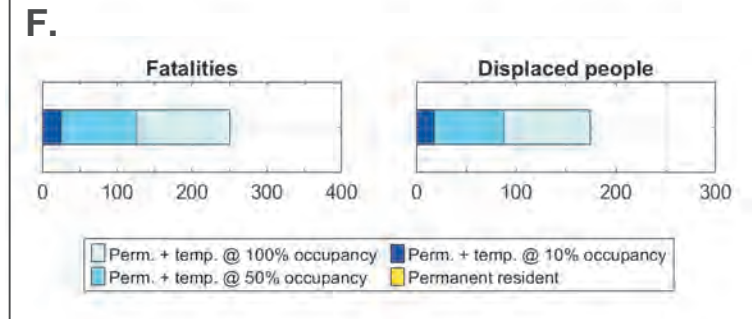 F.
Fatalities
0 100 200 300 400
Displaced people
0 100 200 300
Perm. + temp. @ 100% occupancy
Perm. + temp. @ 10% occupancy
Perm. + temp. @ 50% occupancy
Permanent resident